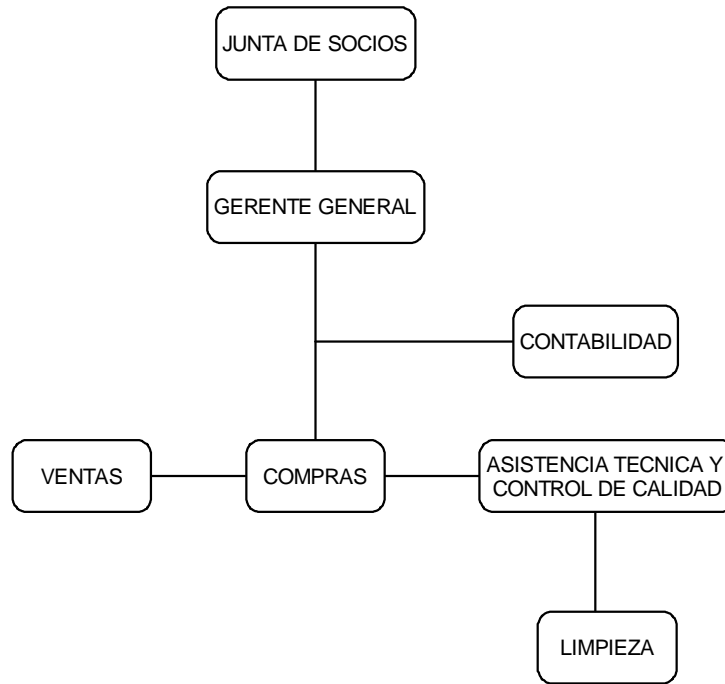 JUNTA DE SOCIOS
GERENTE GENERAL
CONTABILIDAD
VENTAS
COMPRAS
ASISTENCIA TECNICA Y
CONTROL DE CALIDAD
LIMPIEZA